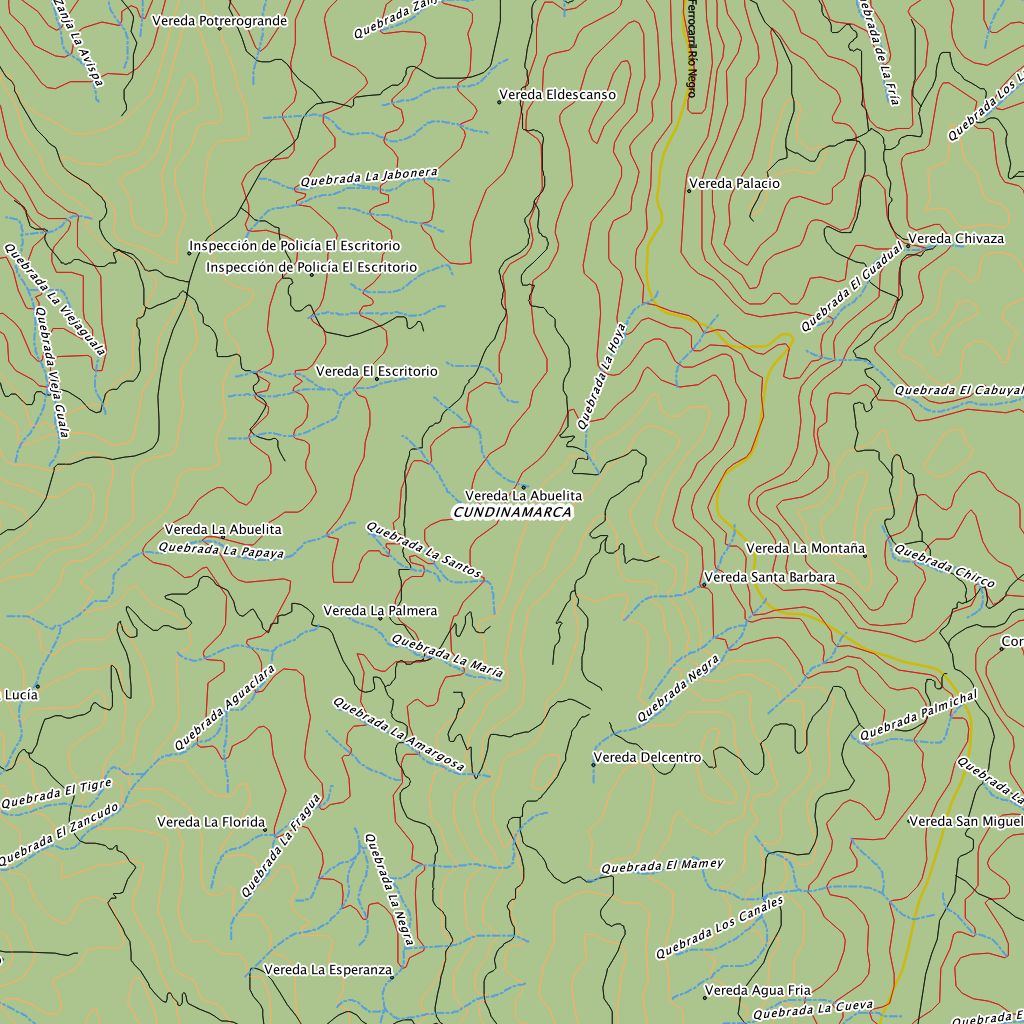 Zanja La Avispa
Vereda Potrerogrande
Quebrada Zanj
Ferrocarril Río Negro
Quebrada de La Fría
Quebrada Los L
Vereda Eldescanso
Quebrada La Jabonera
Vereda Palacio
Inspección de Policía El Escritorio
Inspección de Policía El Escritorio
Vereda Chivaza
Quebrada El Guadual
Quebrada La Viejaguala
Quebrada Vieja Guala
Quebrada La Hoya
Vereda El Escritorio
Quebrada El Cabuyal
Vereda La Abuelita
CUNDINAMARCA
Vereda La Abuelita
Quebrada La Papaya
Quebrada La Santos
Vereda La Montaña
Quebrada Chirco
Vereda Santa Barbara
Vereda La Palmera
Quebrada La María
Cor
Lucía
Quebrada Aguaclara
Quebrada Negra
Quebrada La Amargosa
Quebrada Palmichal
Vereda Delcentro
Quebrada La
Quebrada El Tigre
Quebrada El Zancudo
Vereda La Florida
Quebrada La Fragua
Vereda San Miguel
Quebrada La Negra
Quebrada El Mamey
Quebrada Los Canales
Vereda La Esperanza
Vereda Agua Fria
Quebrada La Cueva
Quebrada E